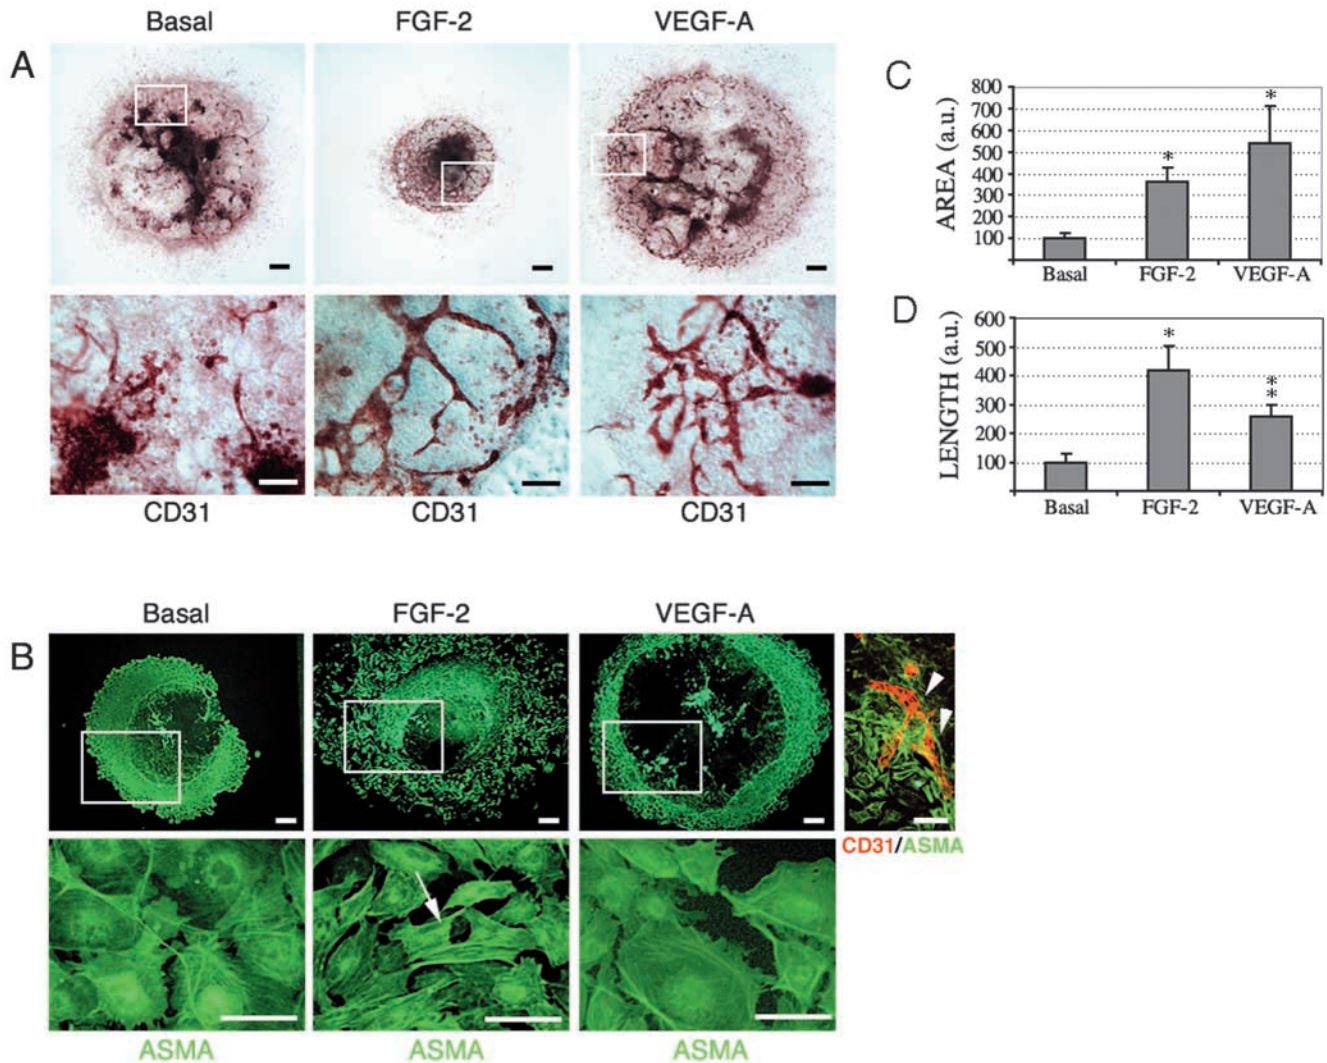 Basal FGF-2 VEGF-A
A
CD31 CD31 CD31
C
AREA (a.u.)
800
700
600
500
400
300
200
100
*
*
Basal FGF-2 VEGF-A
D
LENGTH (a.u.)
600
500
400
300
200
100
*
*
*
Basal FGF-2 VEGF-A
Basal FGF-2 VEGF-A
B
CD31/ASMA
ASMA ASMA ASMA